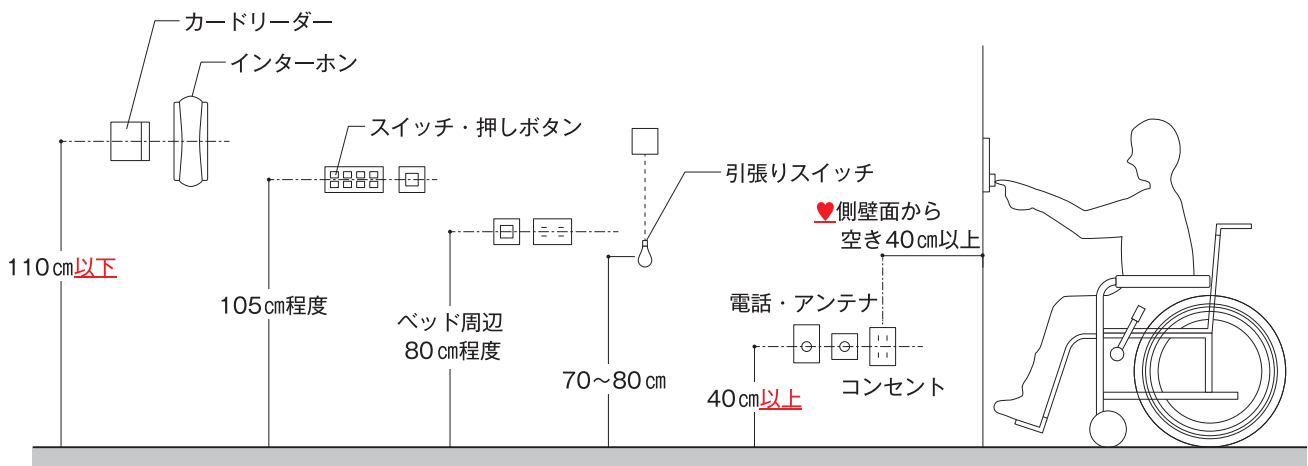 カードリーダー
インターホン
スイッチ・押しボタン
引張りスイッチ
♥側壁面から
空き40cm以上
110cm以下
105cm程度
ベッド周辺
80cm程度
70〜80cm
電話・アンテナ
コンセント
40cm以上